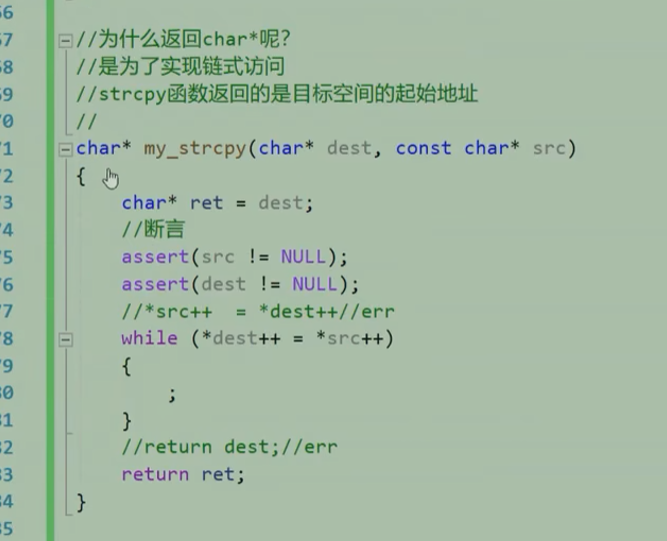 66
67 //为什么返回char*呢?
68 //是为了实现链式访问
69 //strcpy函数返回的是目标空间的起始地址
70 //
71 char* my_strcpy(char* dest, const char* src)
72 {
73 char* ret = dest;
74 //断言
75 assert(src != NULL);
76 assert(dest != NULL);
77 //*src++  = *dest++//err
78 while (*dest++ = *src++)
79 {
80 ;
81 }
82 //return dest;//err
83 return ret;
84 }
85